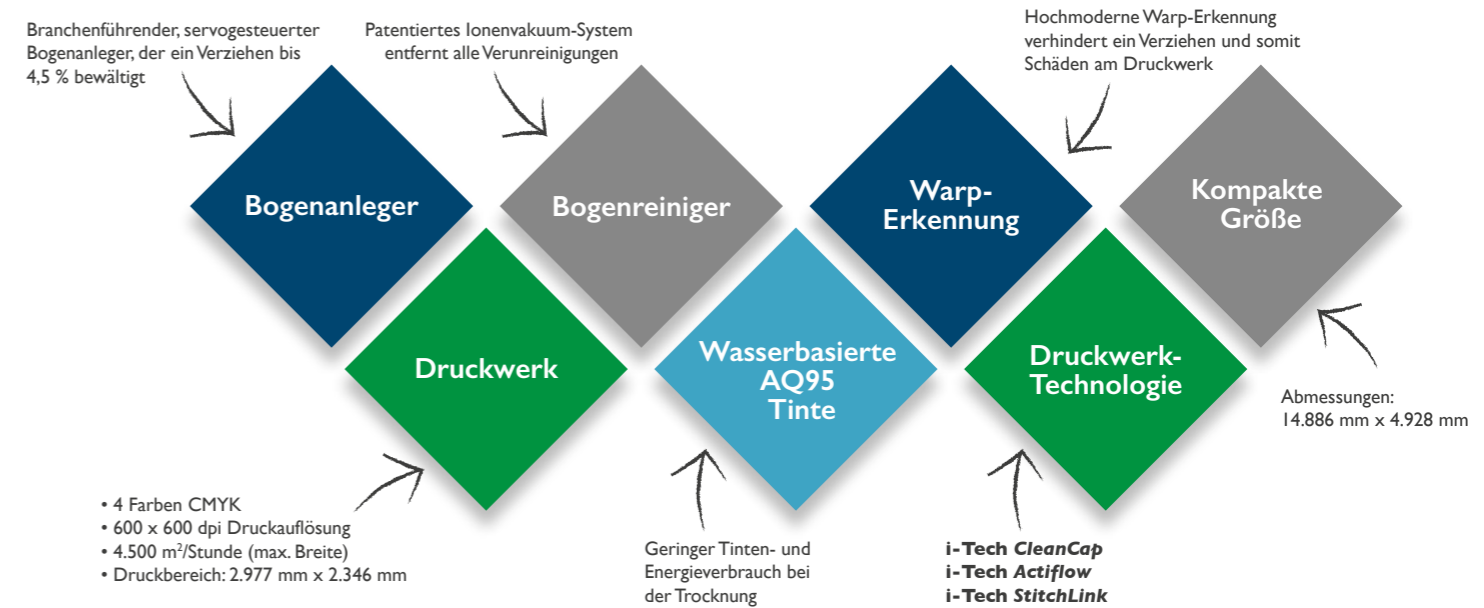 Branchenführender, servogesteuerter
Bogenanleger, der ein Verziehen bis
4,5 % bewältigt
Patentiertes Ionenvakuum-System
entfernt alle Verunreinigungen
Hochmoderne Warp-Erkennung
verhindert ein Verziehen und somit
Schäden am Druckwerk
Bogenanleger
Bogenreiniger
Warp-
Erkennung
Kompakte
Größe
Druckwerk
Wasserbasierte
AQ95
Tinte
Druckwerk-
Technologie
Abmessungen:
14.886 mm x 4.928 mm
• 4 Farben CMYK
• 600 x 600 dpi Druckauflösung
• 4.500 m²/Stunde (max. Breite)
• Druckbereich: 2.977 mm x 2.346 mm
Geringer Tinten- und
Energieverbrauch bei
der Trocknung
i-Tech CleanCap
i-Tech Actiflow
i-Tech StitchLink